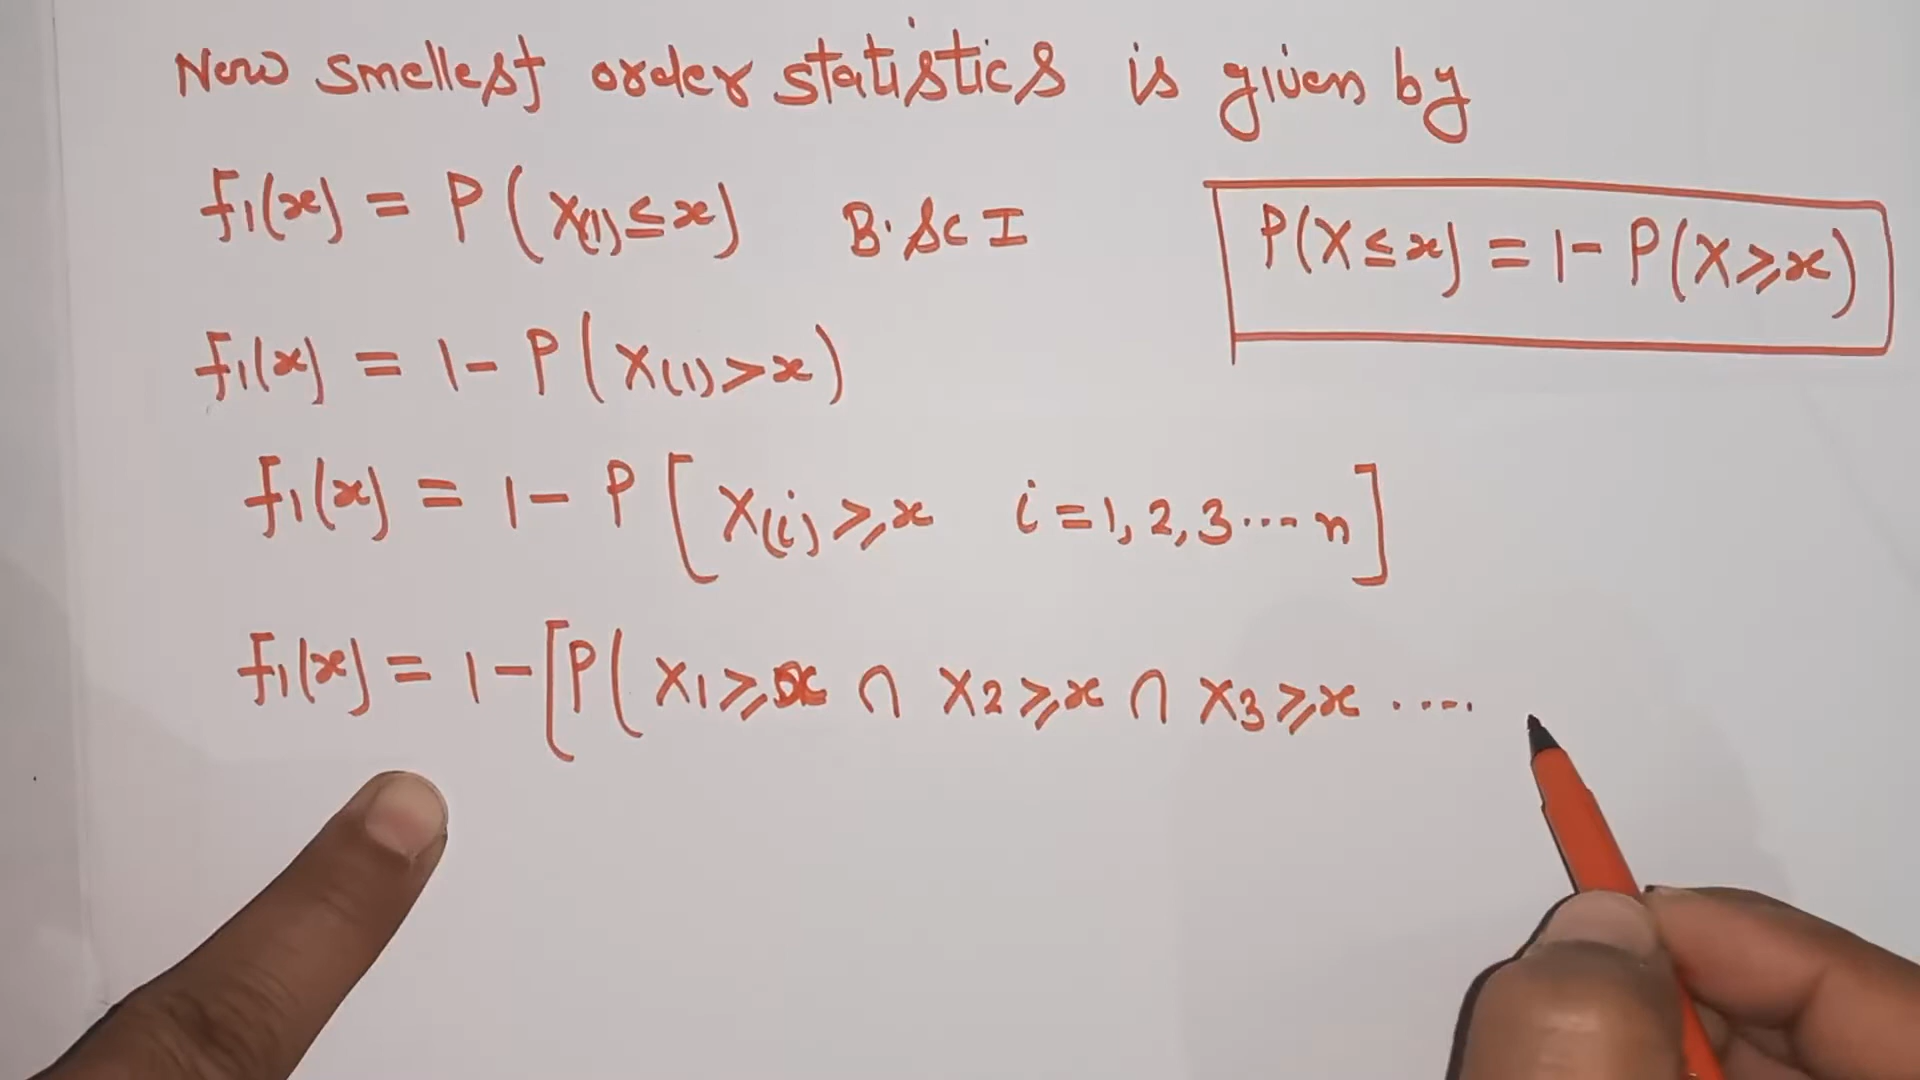 Now smallest order statistics is given by
F₁(x) = P(X₍₁₎ ≤ x) B.Sc I
P(X ≤ x) = 1 - P(X ⩾ x)
F₁(x) = 1 - P(X₍₁₎ > x)
F₁(x) = 1 - P[X₍ᵢ₎ ⩾ x i = 1, 2, 3 .... n]
F₁(x) = 1 - [P(X₁ ⩾ x ∩ X₂ ⩾ x ∩ X₃ ⩾ x ....